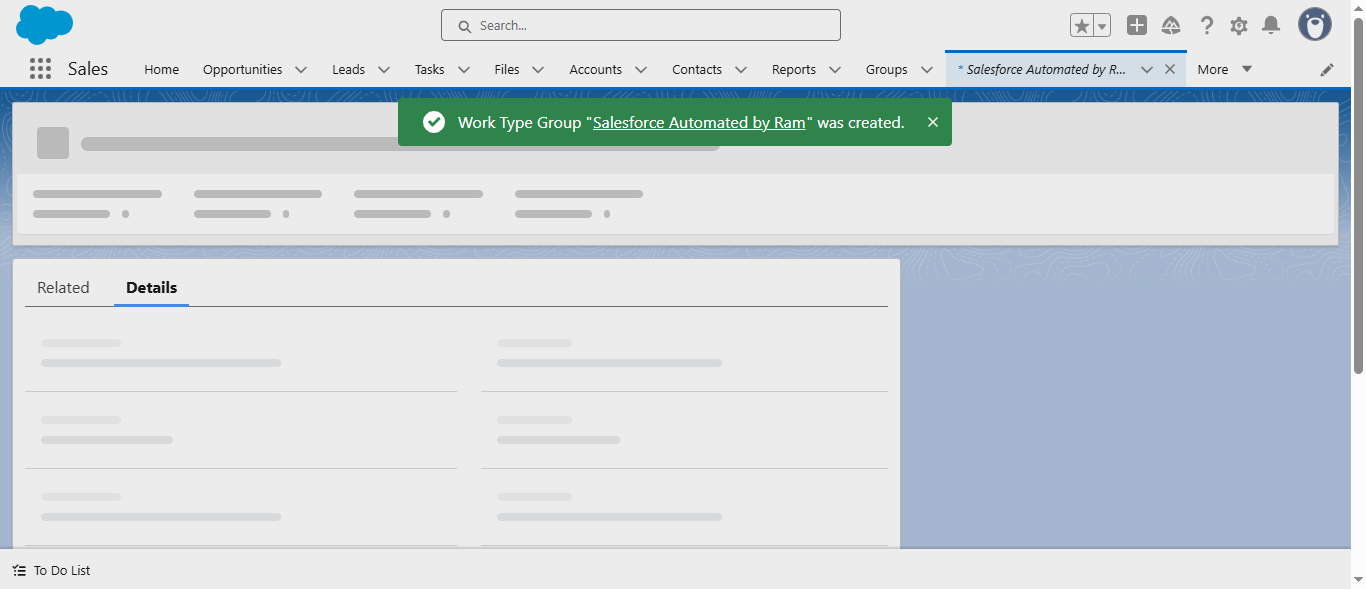 Search...
Sales
Home
Opportunities
Leads
Tasks
Files
Accounts
Contacts
Reports
Groups
* Salesforce Automated by R...
More
Work Type Group "Salesforce Automated by Ram" was created.
Related
Details
To Do List